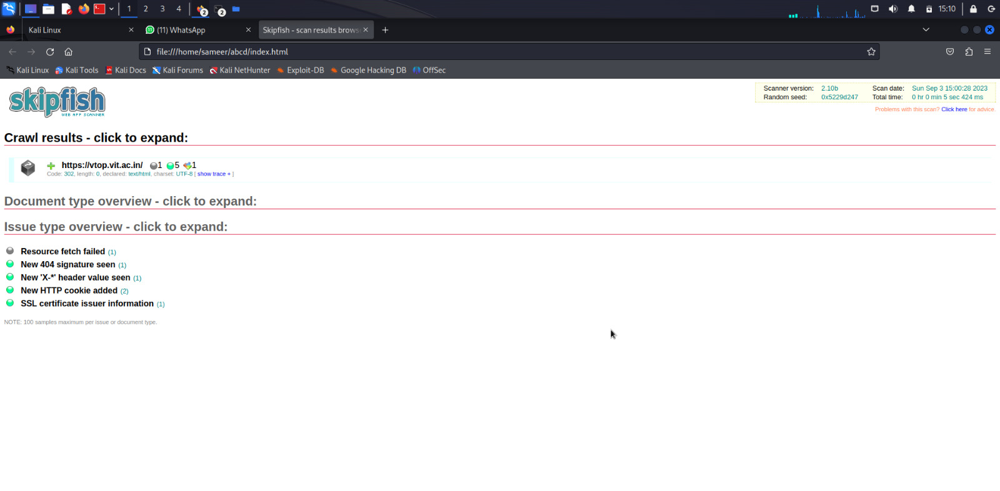 1 2 3 4 2 2 15:10
Kali Linux (11) WhatsApp Skipfish - scan results brows
file:///home/sameer/abcd/index.html
Kali Linux Kali Tools Kali Docs Kali Forums Kali NetHunter Exploit-DB Google Hacking DB OffSec
skipfish
WEB APP SCANNER
Scanner version: 2.10b Scan date: Sun Sep 3 15:00:28 2023
Random seed: 0x5229d247 Total time: 0 hr 0 min 5 sec 424 ms
Problems with this scan? Click here for advice.
Crawl results - click to expand:
https://vtop.vit.ac.in/ 1 5 1
Code: 302, length: 0, declared: text/html, charset: UTF-8 [ show trace + ]
Document type overview - click to expand:
Issue type overview - click to expand:
Resource fetch failed (1)
New 404 signature seen (1)
New 'X-*' header value seen (1)
New HTTP cookie added (2)
SSL certificate issuer information (1)
NOTE: 100 samples maximum per issue or document type.